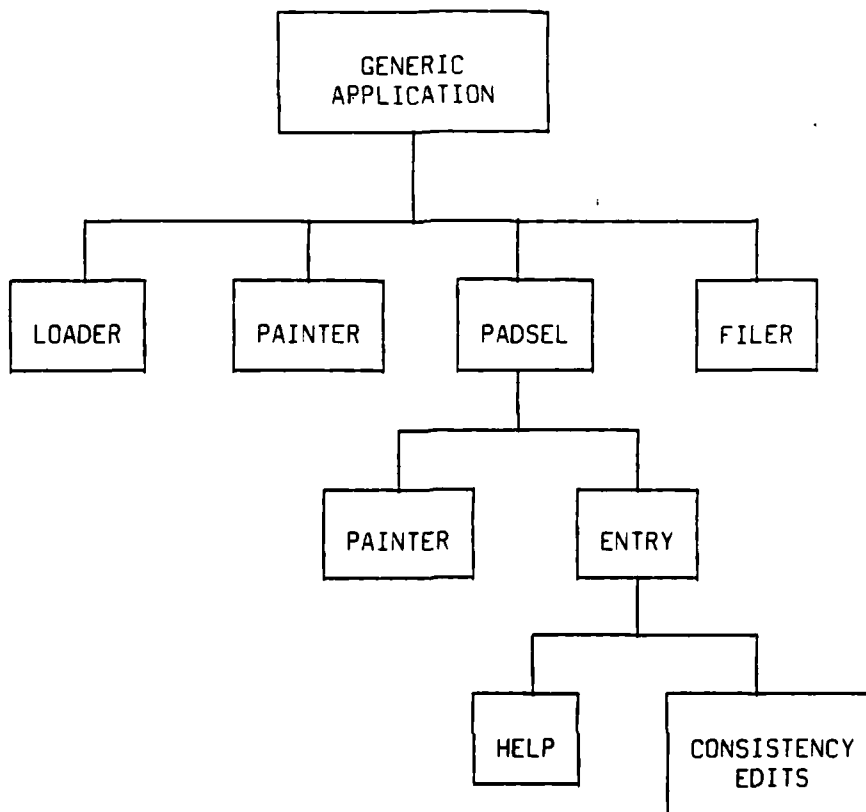 GENERIC
APPLICATION
LOADER
PAINTER
PADSEL
FILER
PAINTER
ENTRY
HELP
CONSISTENCY
EDITS